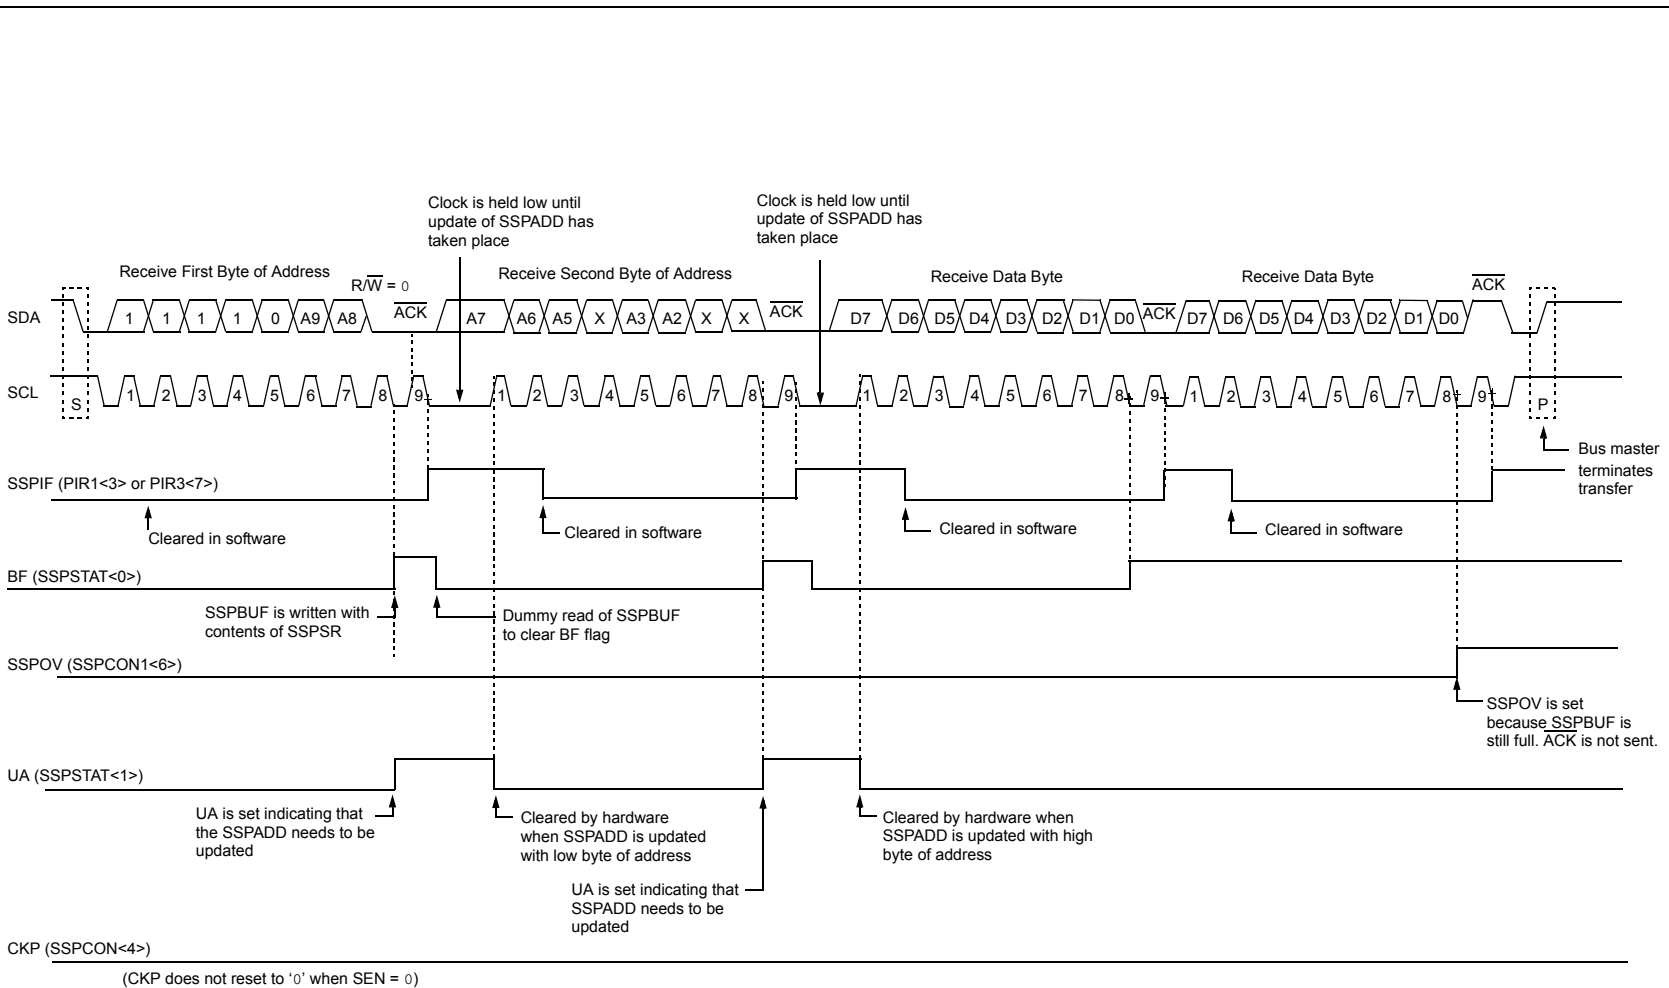 Clock is held low until
update of SSPADD has
taken place
Clock is held low until
update of SSPADD has
taken place
Receive First Byte of Address
R/W = 0
ACK
Receive Second Byte of Address
ACK
Receive Data Byte
ACK
Receive Data Byte
ACK
SDA
1 1 1 1 0 A9 A8 A7 A6 A5 X A3 A2 X X D7 D6 D5 D4 D3 D2 D1 D0 D7 D6 D5 D4 D3 D2 D1 D0
SCL
S 1 2 3 4 5 6 7 8 9 1 2 3 4 5 6 7 8 9 1 2 3 4 5 6 7 8 9 1 2 3 4 5 6 7 8 9 P
Bus master
terminates
transfer
SSPIF (PIR1<3> or PIR3<7>)
Cleared in software
Cleared in software
Cleared in software
Cleared in software
BF (SSPSTAT<0>)
SSPBUF is written with
contents of SSPSR
Dummy read of SSPBUF
to clear BF flag
SSPOV (SSPCON1<6>)
SSPOV is set
because SSPBUF is
still full. ACK is not sent.
UA (SSPSTAT<1>)
UA is set indicating that
the SSPADD needs to be
updated
Cleared by hardware
when SSPADD is updated
with low byte of address
UA is set indicating that
SSPADD needs to be
updated
Cleared by hardware when
SSPADD is updated with high
byte of address
CKP (SSPCON<4>)
(CKP does not reset to ‘0’ when SEN = 0)